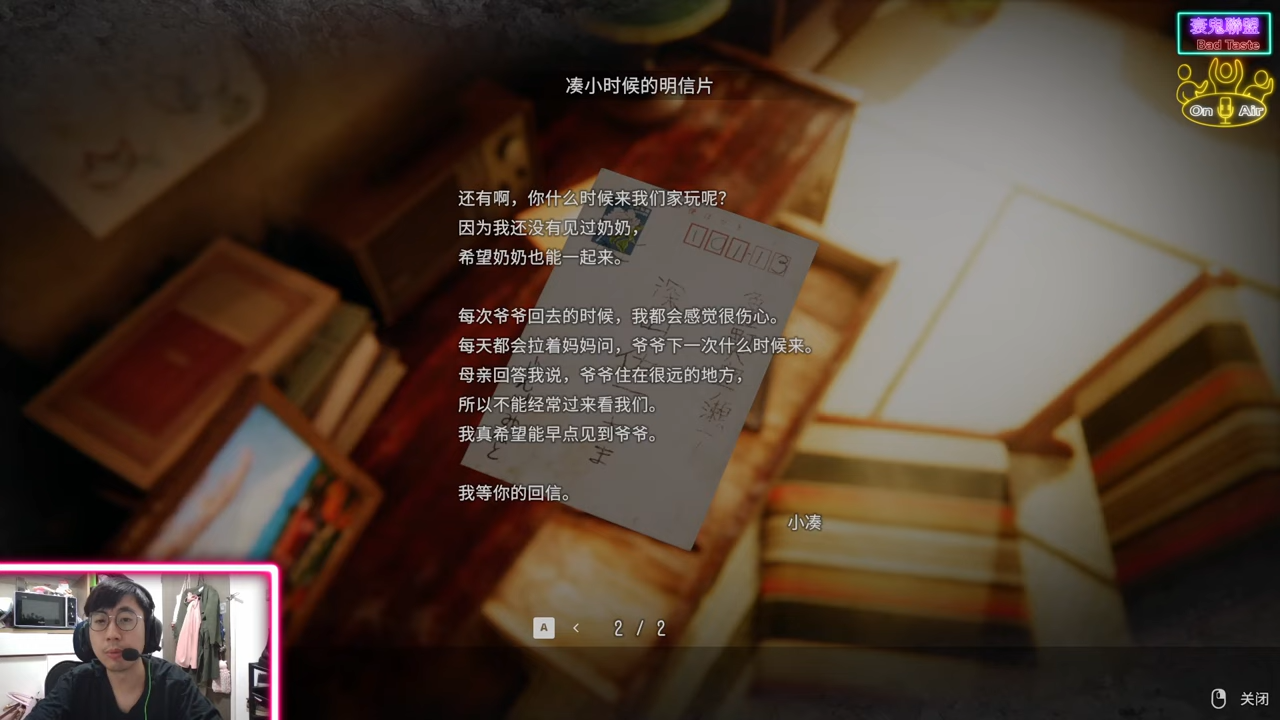 衰鬼聯盟
Bad Taste
On Air
凑小时候的明信片
还有啊，你什么时候来我们家玩呢？
因为我还没有见过奶奶，
希望奶奶也能一起来。
每次爷爷回去的时候，我都会感觉很伤心。
每天都会拉着妈妈问，爷爷下一次什么时候来。
母亲回答我说，爷爷住在很远的地方，
所以不能经常过来看我们。
我真希望能早点见到爷爷。
我等你的回信。
小凑
A < 2 / 2
关闭